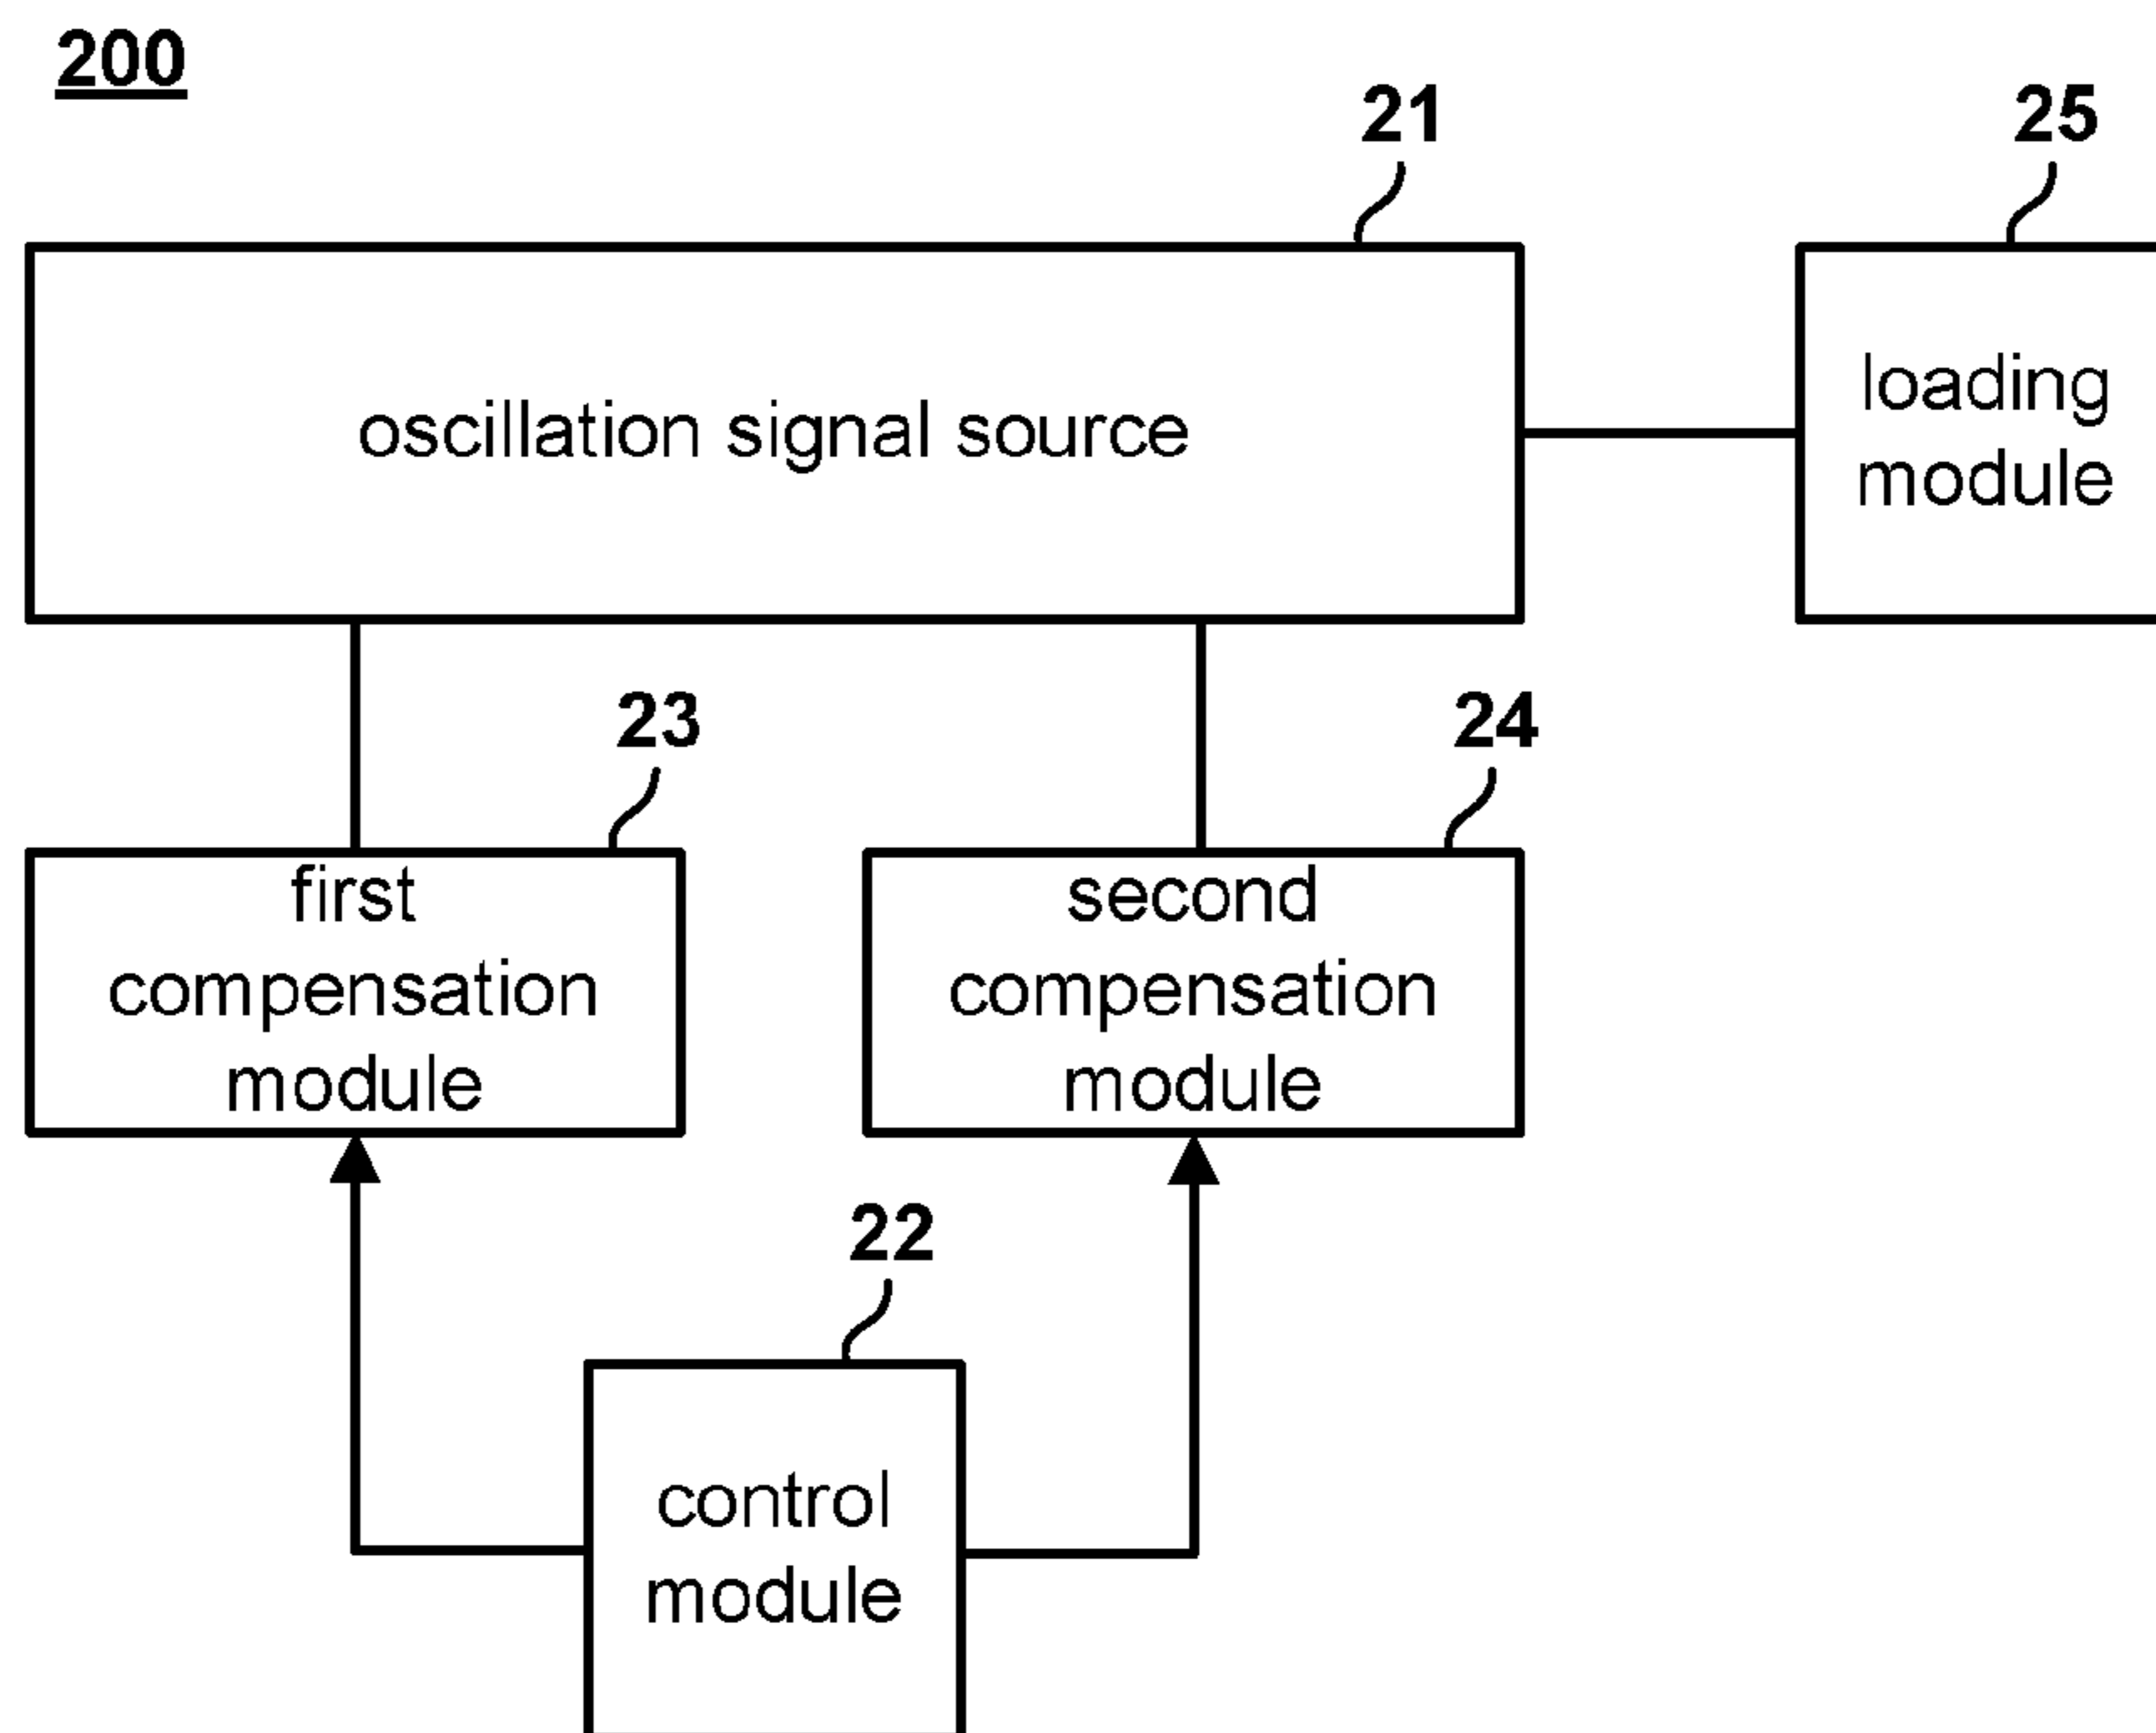 200
21
25
oscillation signal source
loading
module
23
24
first
compensation
module
second
compensation
module
22
control
module